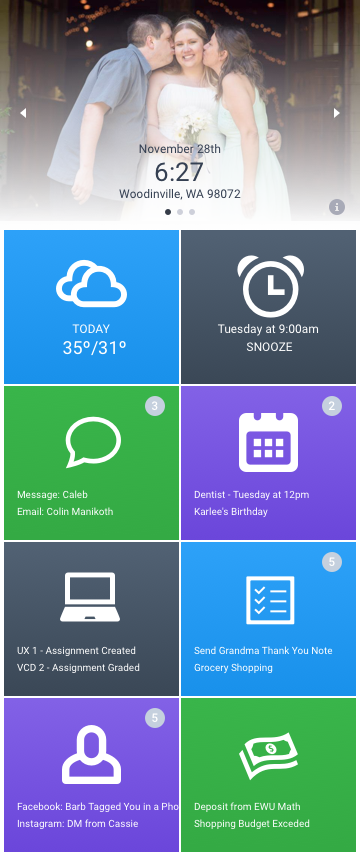 November 28th
6:27
Woodinville, WA 98072
i
TODAY
35º/31º
Tuesday at 9:00am
SNOOZE
3
Message: Caleb
Email: Colin Manikoth
2
Dentist - Tuesday at 12pm
Karlee's Birthday
UX 1 - Assignment Created
VCD 2 - Assignment Graded
5
Send Grandma Thank You Note
Grocery Shopping
5
Facebook: Barb Tagged You in a Pho
Instagram: DM from Cassie
5
Deposit from EWU Math
Shopping Budget Exceded